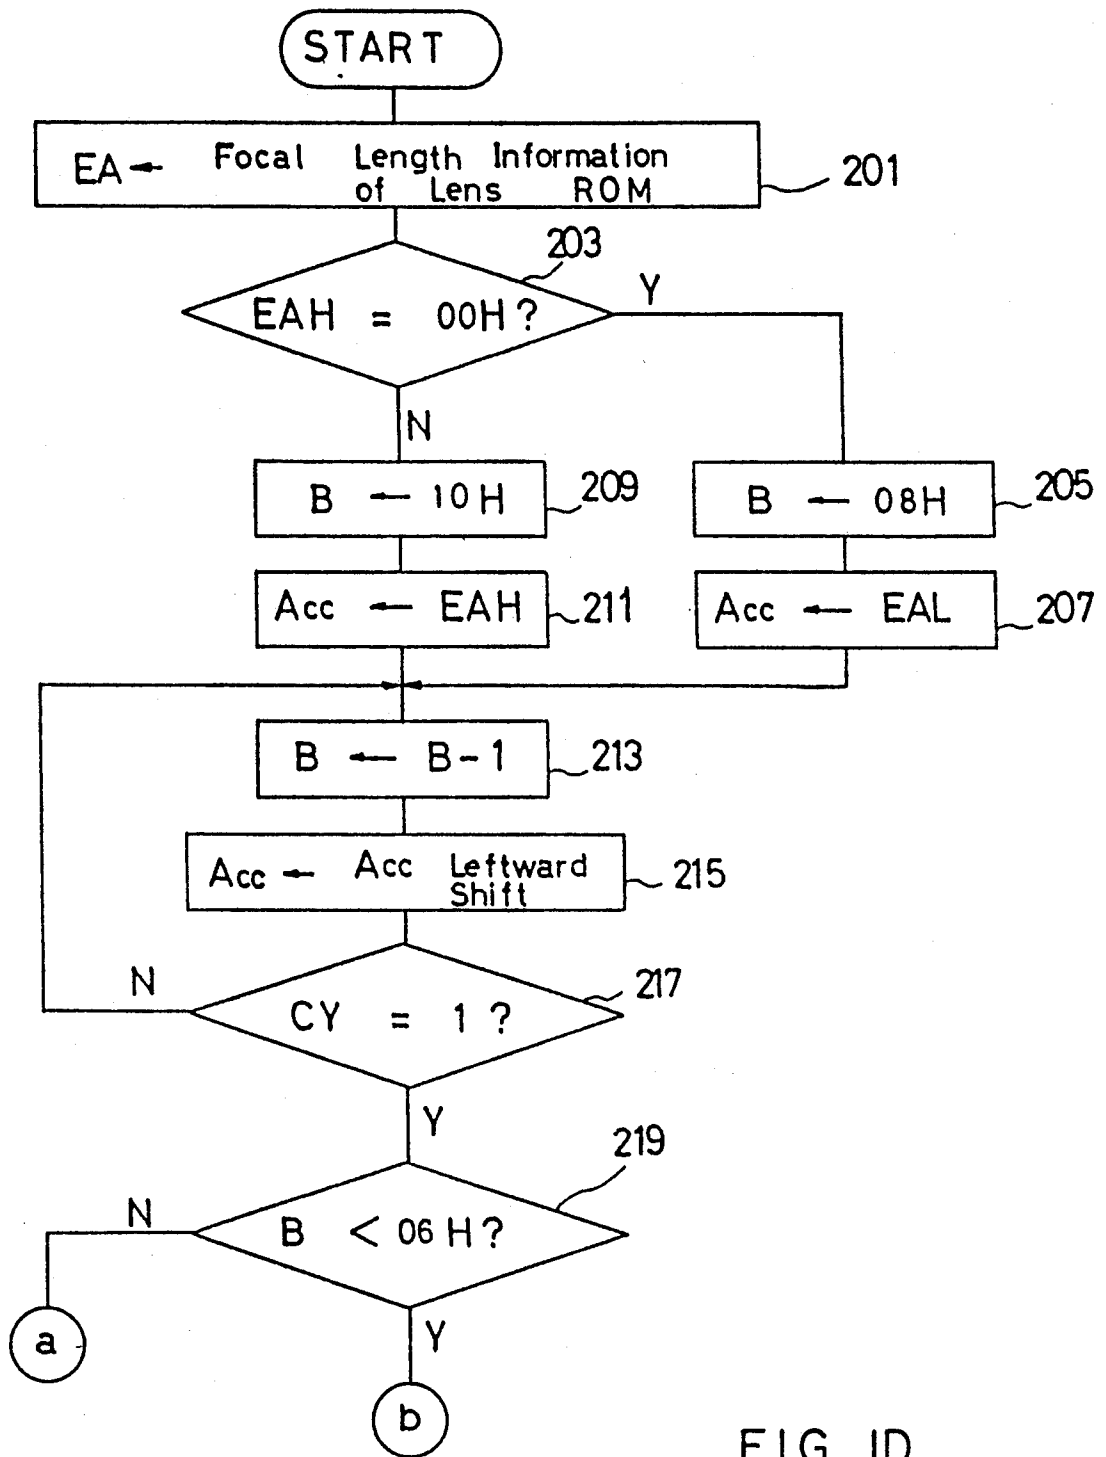 START
EA← Focal Length Information
of Lens ROM
201
203
EAH = 00H?
Y
N
B ← 10H
209
B ← 08H
205
Acc ← EAH
211
Acc ← EAL
207
B ← B-1
213
Acc ← Acc Leftward
Shift
215
N
217
CY = 1 ?
Y
219
N
B < 06H?
a
Y
b
FIG 1D